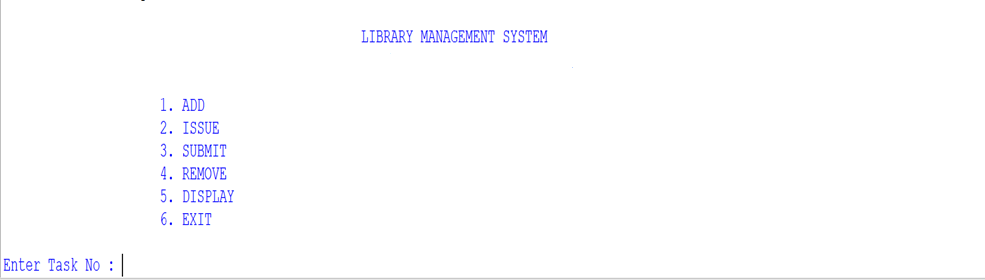 LIBRARY MANAGEMENT SYSTEM
1. ADD
2. ISSUE
3. SUBMIT
4. REMOVE
5. DISPLAY
6. EXIT
Enter Task No :